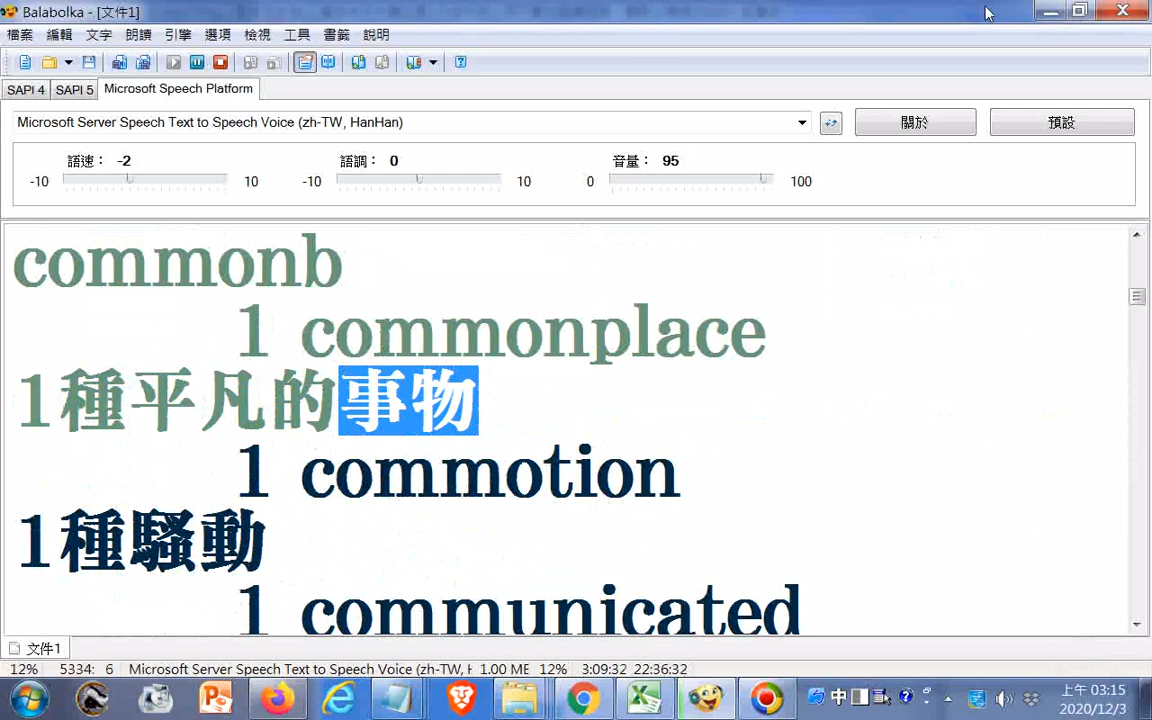 Balabolka - [文件1]
檔案 編輯 文字 朗讀 引擎 選項 檢視 工具 書籤 說明
SAPI 4 SAPI 5 Microsoft Speech Platform
Microsoft Server Speech Text to Speech Voice (zh-TW, HanHan) 關於 預設
語速： -2 語調： 0 音量： 95
-10 10 -10 10 0 100
commonb
1 commonplace
1種平凡的事物
1 commotion
1種騷動
1 communicated
文件1
12% 5334: 6 Microsoft Server Speech Text to Speech Voice (zh-TW, H 1.00 ME 12% 3:09:32 22:36:32
中 上午 03:15
2020/12/3